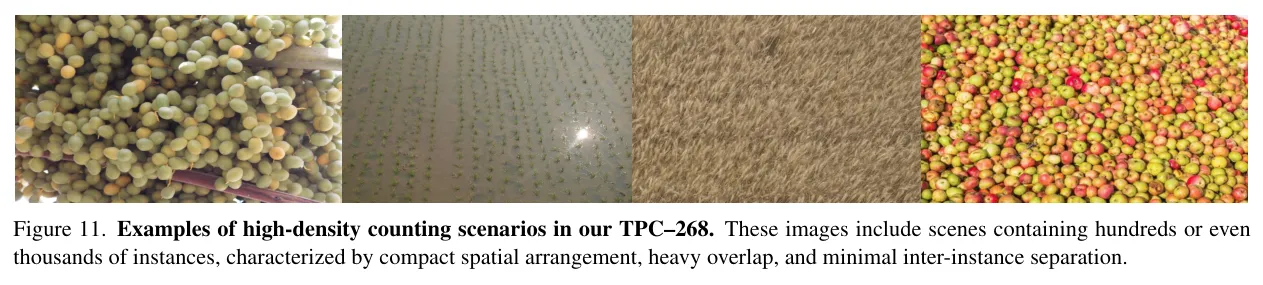 Figure 11. Examples of high-density counting scenarios in our TPC–268. These images include scenes containing hundreds or even
thousands of instances, characterized by compact spatial arrangement, heavy overlap, and minimal inter-instance separation.